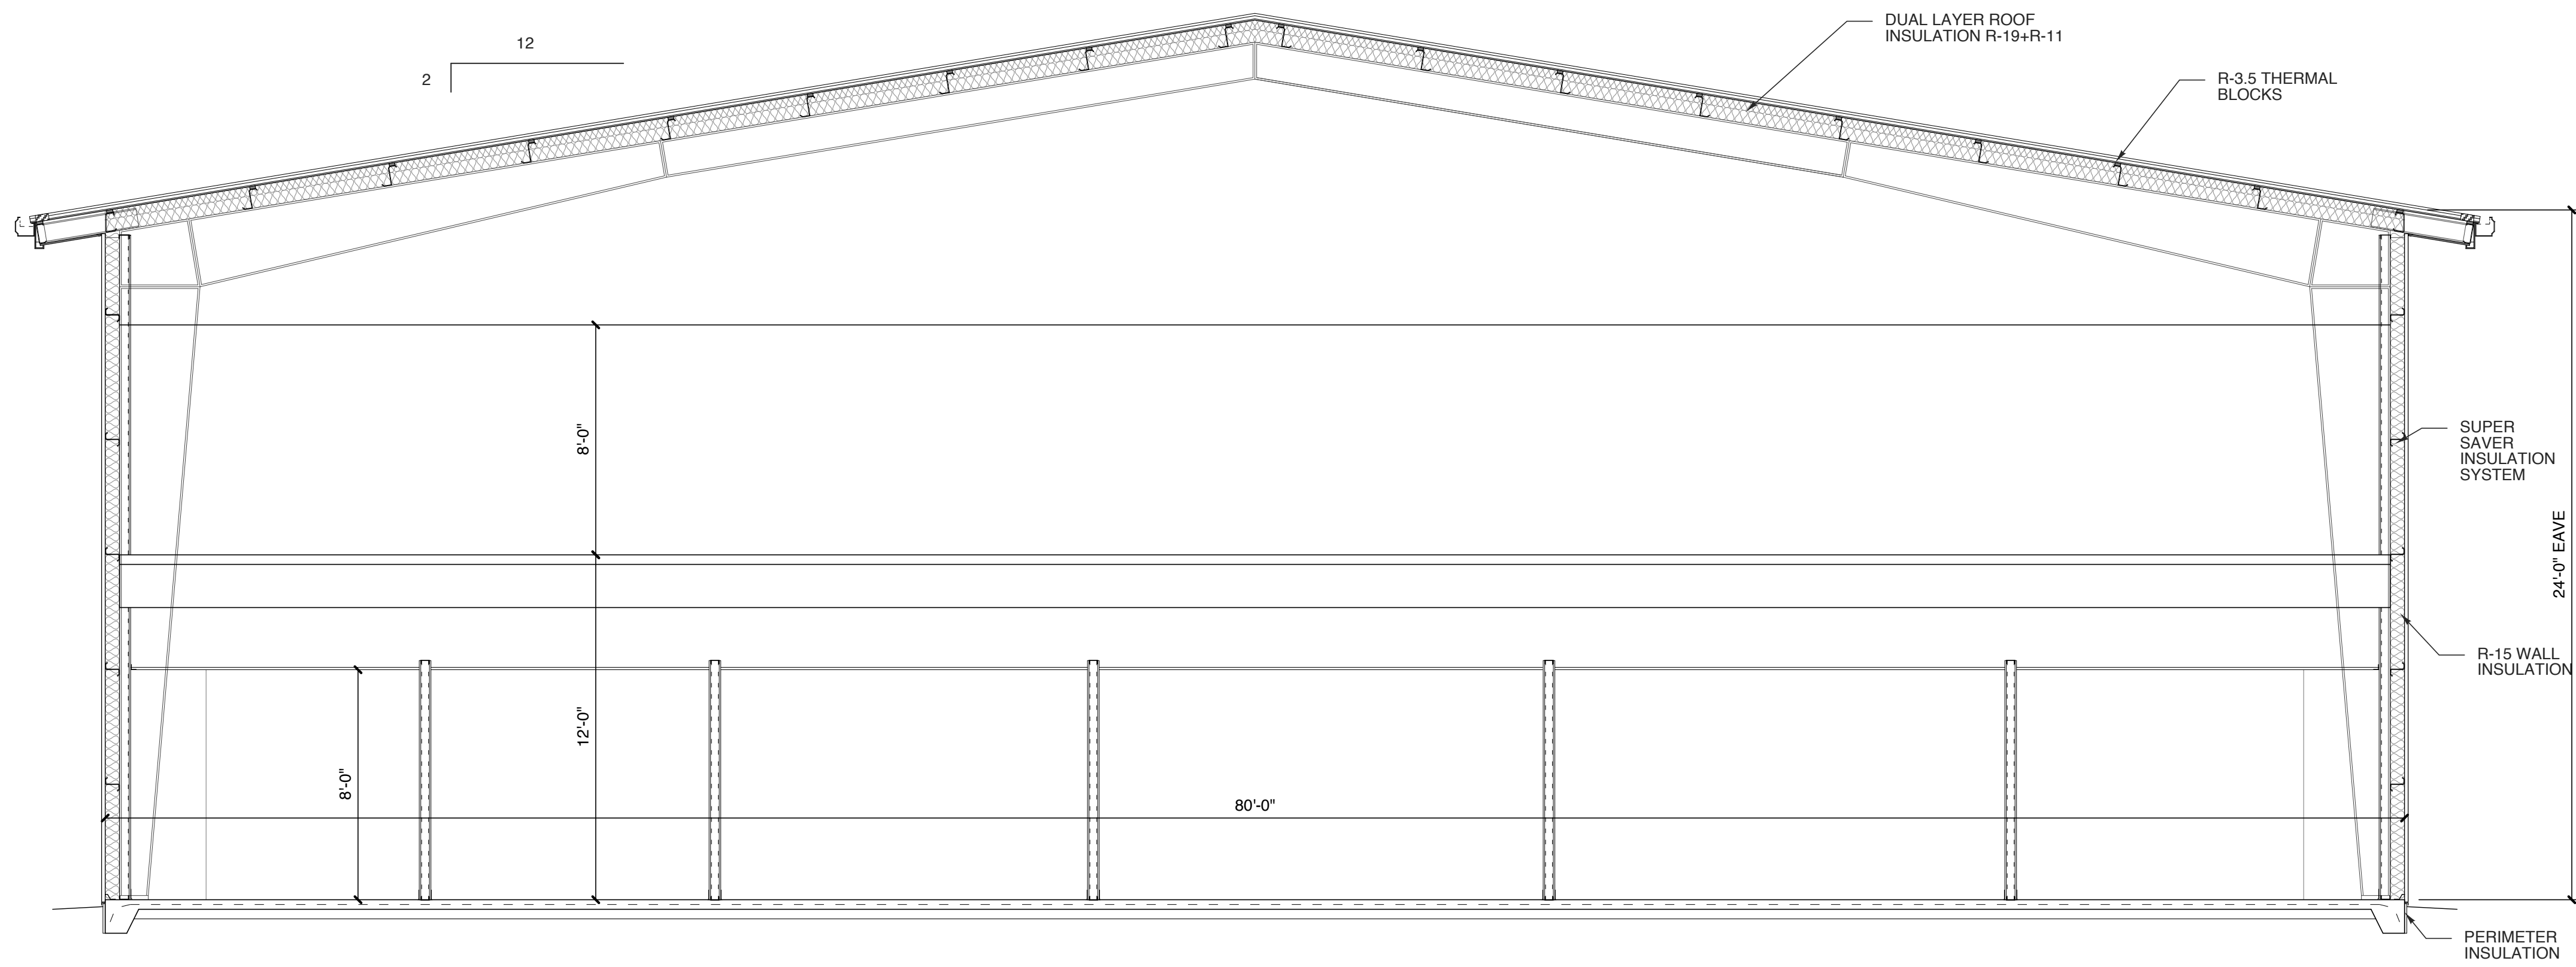 12
2
DUAL LAYER ROOF
INSULATION R-19+R-11
R-3.5 THERMAL
BLOCKS
8'-0"
SUPER
SAVER
INSULATION
SYSTEM
24'-0" EAVE
R-15 WALL
INSULATION
12'-0"
8'-0"
80'-0"
PERIMETER
INSULATION